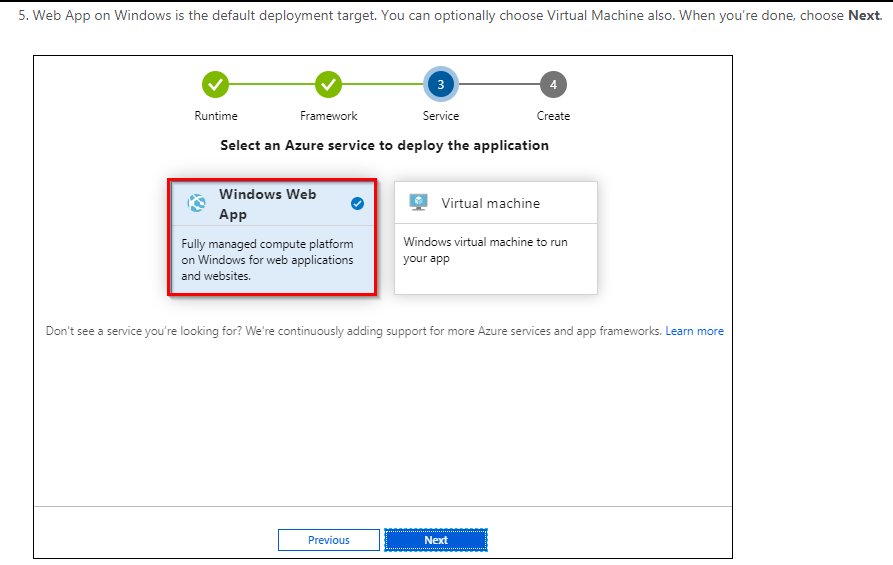 5. Web App on Windows is the default deployment target. You can optionally choose Virtual Machine also. When you're done, choose Next.
3
4
Runtime
Framework
Service
Create
Select an Azure service to deploy the application
Windows Web
App
Fully managed compute platform
on Windows for web applications
and websites.
Virtual machine
Windows virtual machine to run
your app
Don't see a service you're looking for? We're continuously adding support for more Azure services and app frameworks. Learn more
Previous
Next